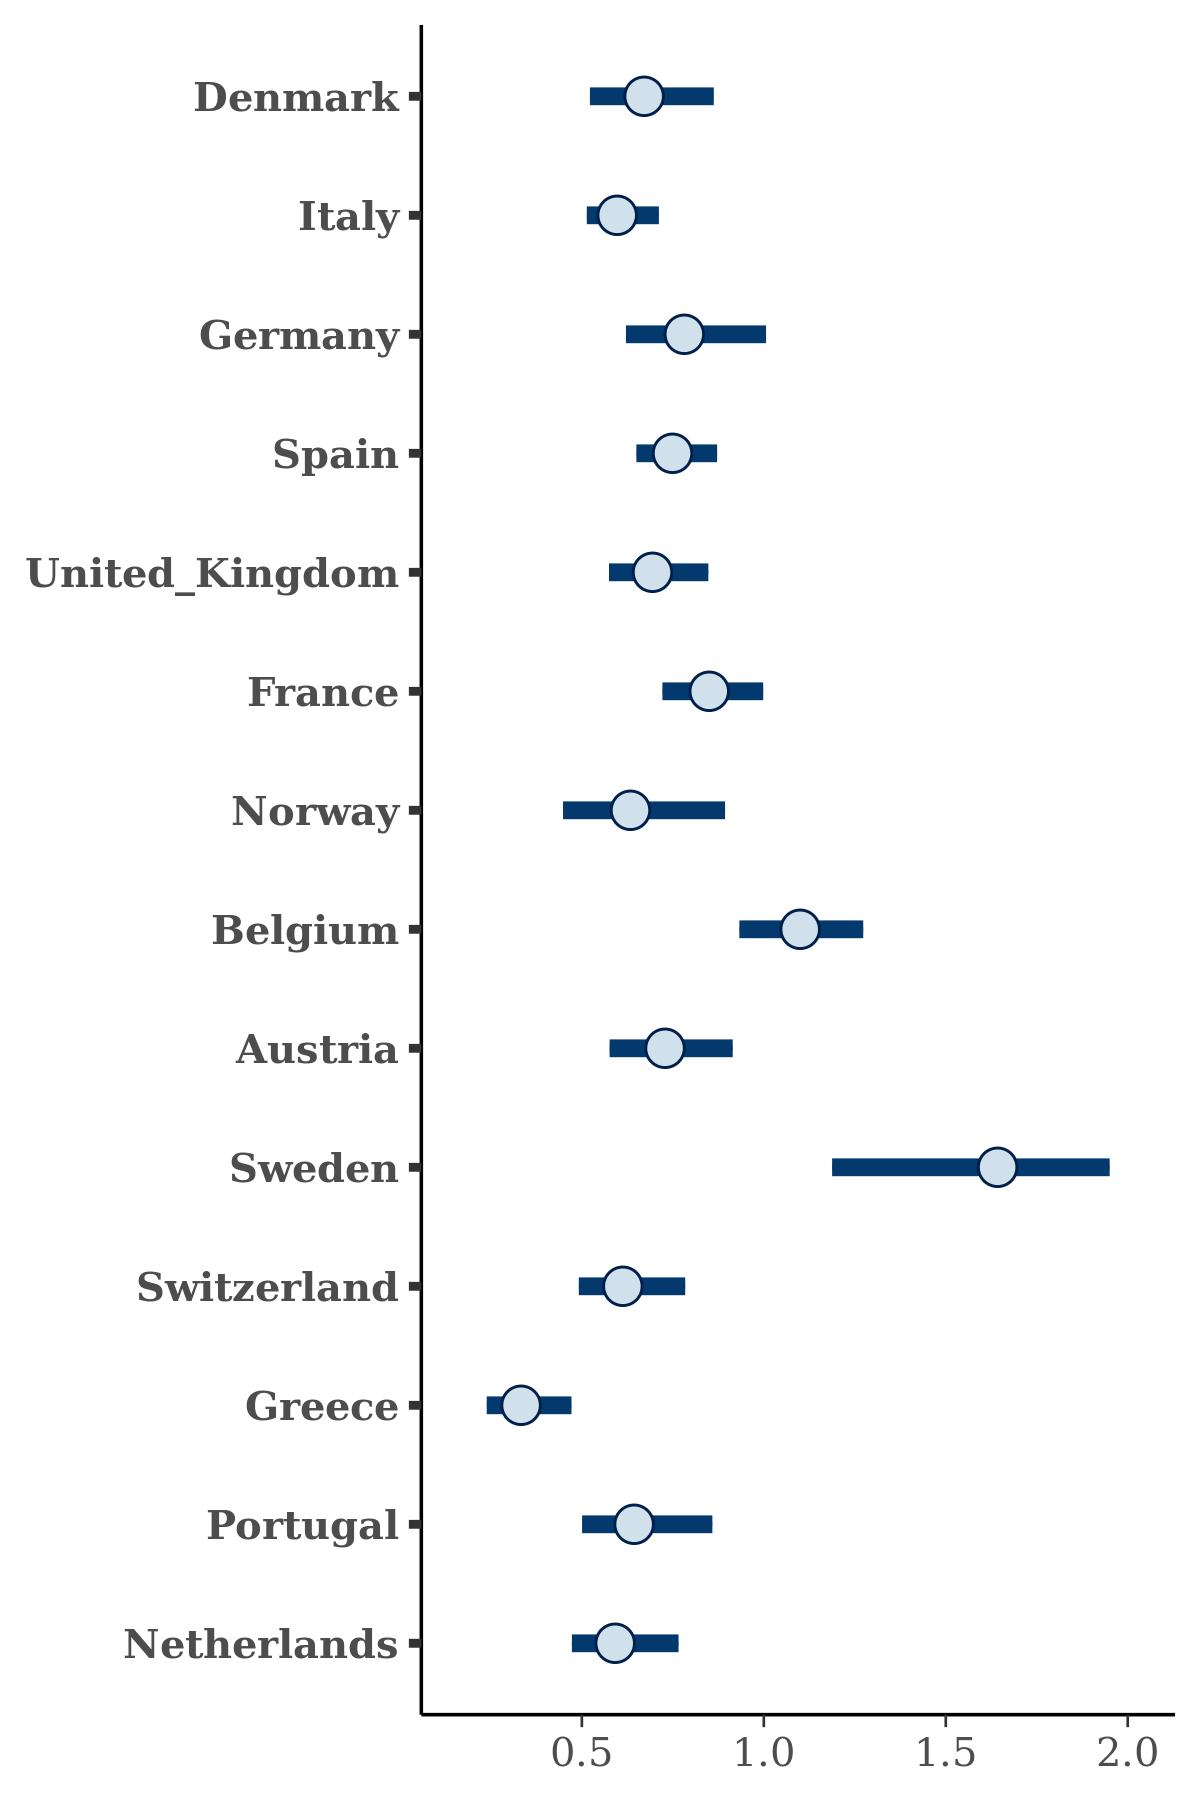 Denmark
Italy
Germany
Spain
United_Kingdom
France
Norway
Belgium
Austria
Sweden
Switzerland
Greece
Portugal
Netherlands
0.5 1.0 1.5 2.0